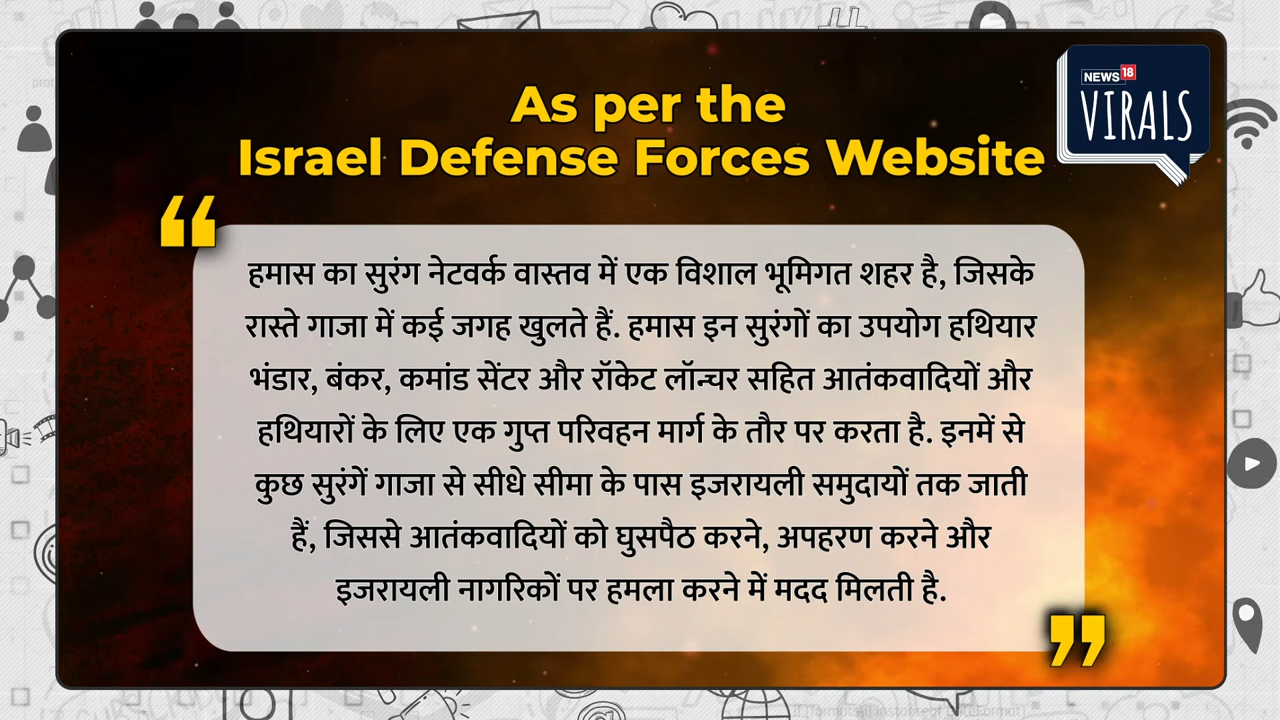 As per the
Israel Defense Forces Website
NEWS 18
VIRALS
“
हमास का सुरंग नेटवर्क वास्तव में एक विशाल भूमिगत शहर है, जिसके
रास्ते गाजा में कई जगह खुलते हैं. हमास इन सुरंगों का उपयोग हथियार
भंडार, बंकर, कमांड सेंटर और रॉकेट लॉन्चर सहित आतंकवादियों और
हथियारों के लिए एक गुप्त परिवहन मार्ग के तौर पर करता है. इनमें से
कुछ सुरंगें गाजा से सीधे सीमा के पास इजरायली समुदायों तक जाती
हैं, जिससे आतंकवादियों को घुसपैठ करने, अपहरण करने और
इजरायली नागरिकों पर हमला करने में मदद मिलती है.
”